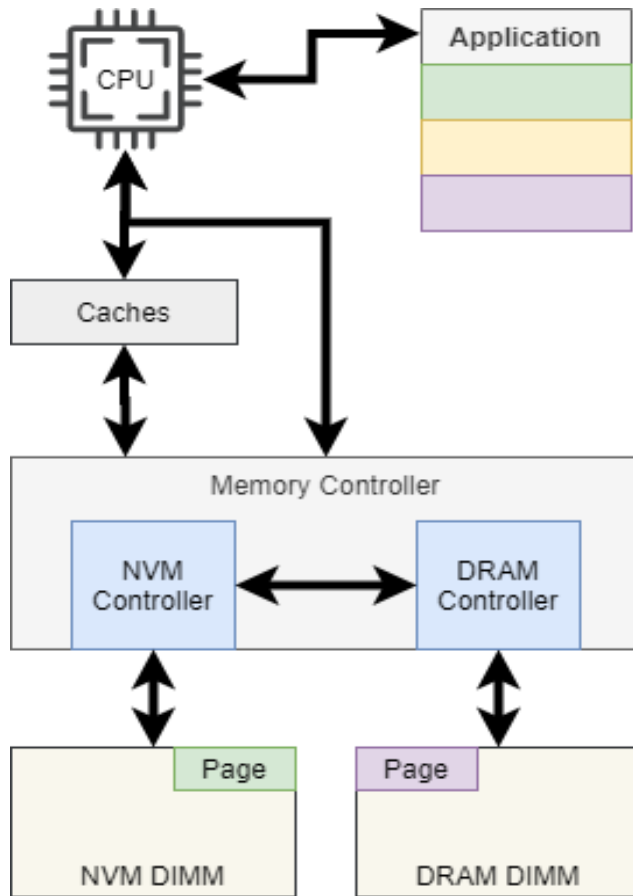 CPU
Application
Caches
Memory Controller
NVM
Controller
DRAM
Controller
Page
Page
NVM DIMM
DRAM DIMM